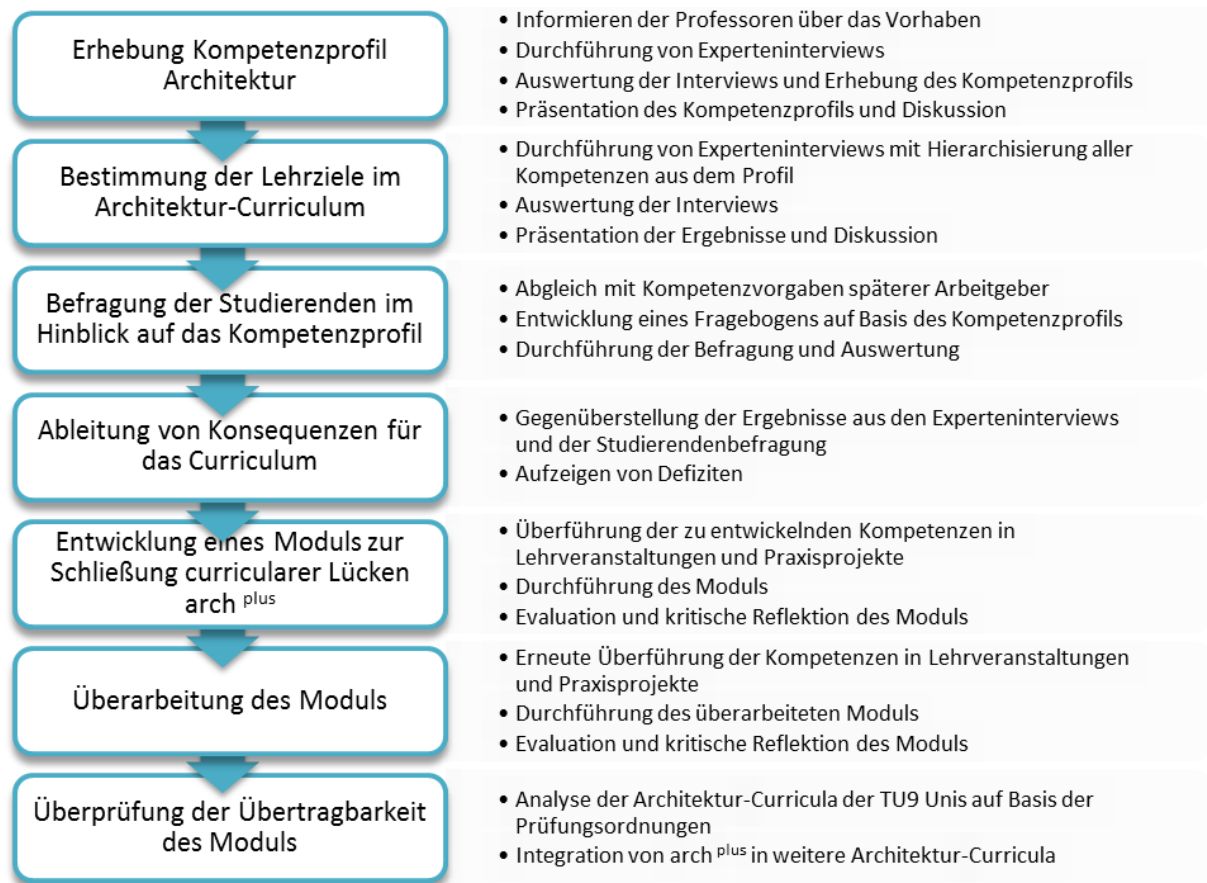 Erhebung Kompetenzprofil
Architektur
• Informieren der Professoren über das Vorhaben
• Durchführung von Experteninterviews
• Auswertung der Interviews und Erhebung des Kompetenzprofils
• Präsentation des Kompetenzprofils und Diskussion
Bestimmung der Lehrziele im
Architektur-Curriculum
• Durchführung von Experteninterviews mit Hierarchisierung aller
Kompetenzen aus dem Profil
• Auswertung der Interviews
• Präsentation der Ergebnisse und Diskussion
Befragung der Studierenden im
Hinblick auf das Kompetenzprofil
• Abgleich mit Kompetenzvorgaben späterer Arbeitgeber
• Entwicklung eines Fragebogens auf Basis des Kompetenzprofils
• Durchführung der Befragung und Auswertung
Ableitung von Konsequenzen für
das Curriculum
• Gegenüberstellung der Ergebnisse aus den Experteninterviews
und der Studierendenbefragung
• Aufzeigen von Defiziten
Entwicklung eines Moduls zur
Schließung curricularer Lücken
arch plus
• Überführung der zu entwickelnden Kompetenzen in
Lehrveranstaltungen und Praxisprojekte
• Durchführung des Moduls
• Evaluation und kritische Reflektion des Moduls
Überarbeitung des Moduls
• Erneute Überführung der Kompetenzen in Lehrveranstaltungen
und Praxisprojekte
• Durchführung des überarbeiteten Moduls
• Evaluation und kritische Reflektion des Moduls
Überprüfung der Übertragbarkeit
des Moduls
• Analyse der Architektur-Curricula der TU9 Unis auf Basis der
Prüfungsordnungen
• Integration von arch plus in weitere Architektur-Curricula